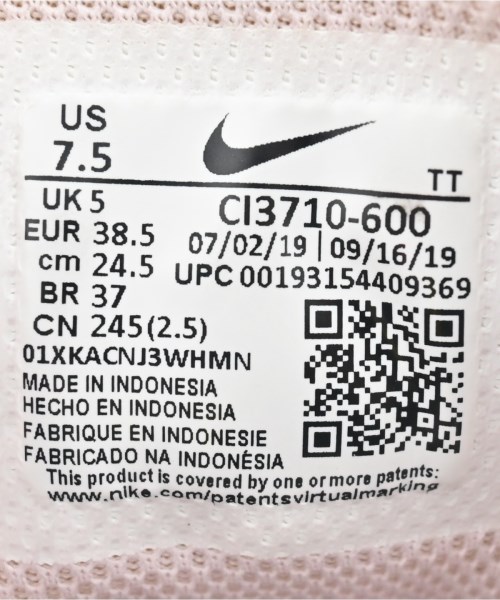 US
7.5
TT
UK 5
EUR 38.5
cm 24.5
BR 37
CN 245(2.5)
CI3710-600
07/02/19 | 09/16/19
UPC 00193154409369
01XKACNJ3WHMN
MADE IN INDONESIA
HECHO EN INDONESIA
FABRIQUE EN INDONESIE
FABRICADO NA INDONÉSIA
This product is covered by one or more patents:
www.nike.com/patentsvirtualmarking